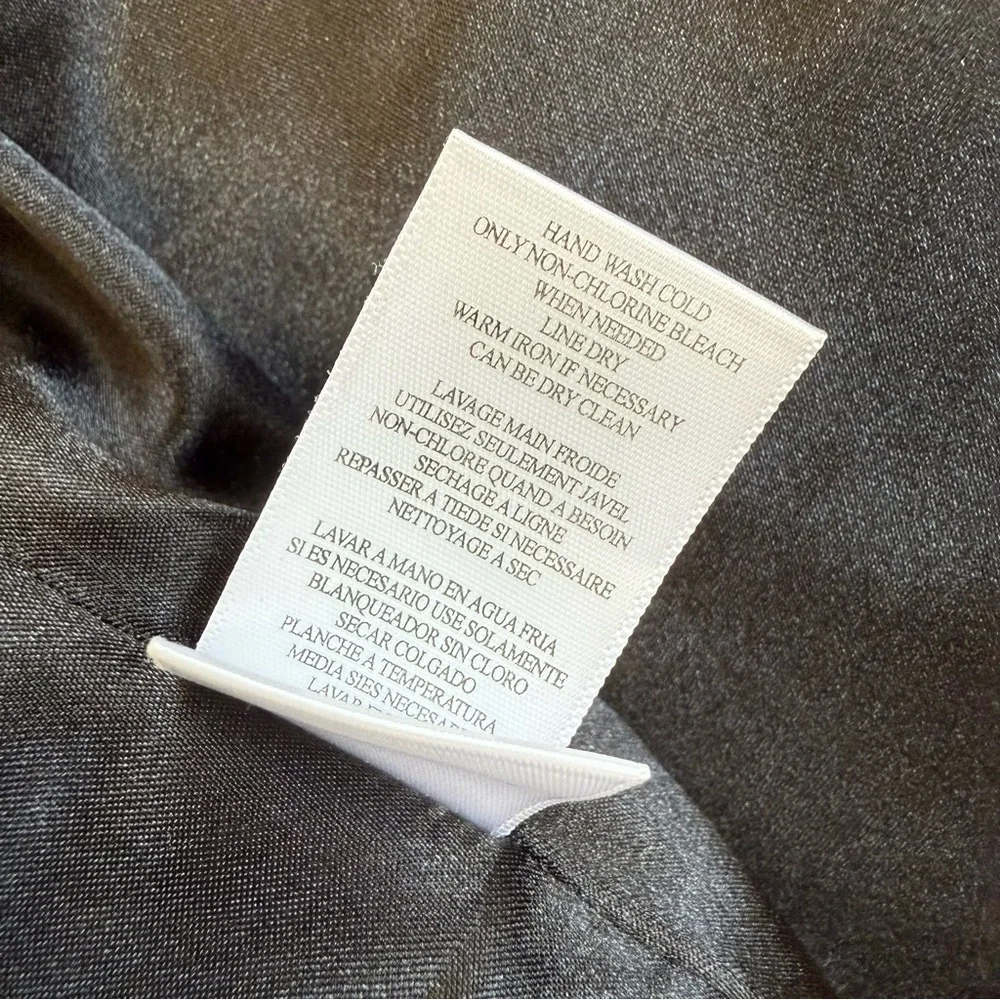 HAND WASH COLD
ONLY NON-CHLORINE BLEACH
WHEN NEEDED
LINE DRY
WARM IRON IF NECESSARY
CAN BE DRY CLEAN
LAVAGE MAIN FROIDE
UTILISEZ SEULEMENT JAVEL
NON-CHLORE QUAND A BESOIN
SECHAGE A LIGNE
REPASSER A TIEDE SI NECESSAIRE
NETTOYAGE A SEC
LAVAR A MANO EN AGUA FRIA
SI ES NECESARIO USE SOLAMENTE
BLANQUEADOR SIN CLORO
SECAR COLGADO
PLANCHE A TEMPERATURA
MEDIA SIES
LAVAR